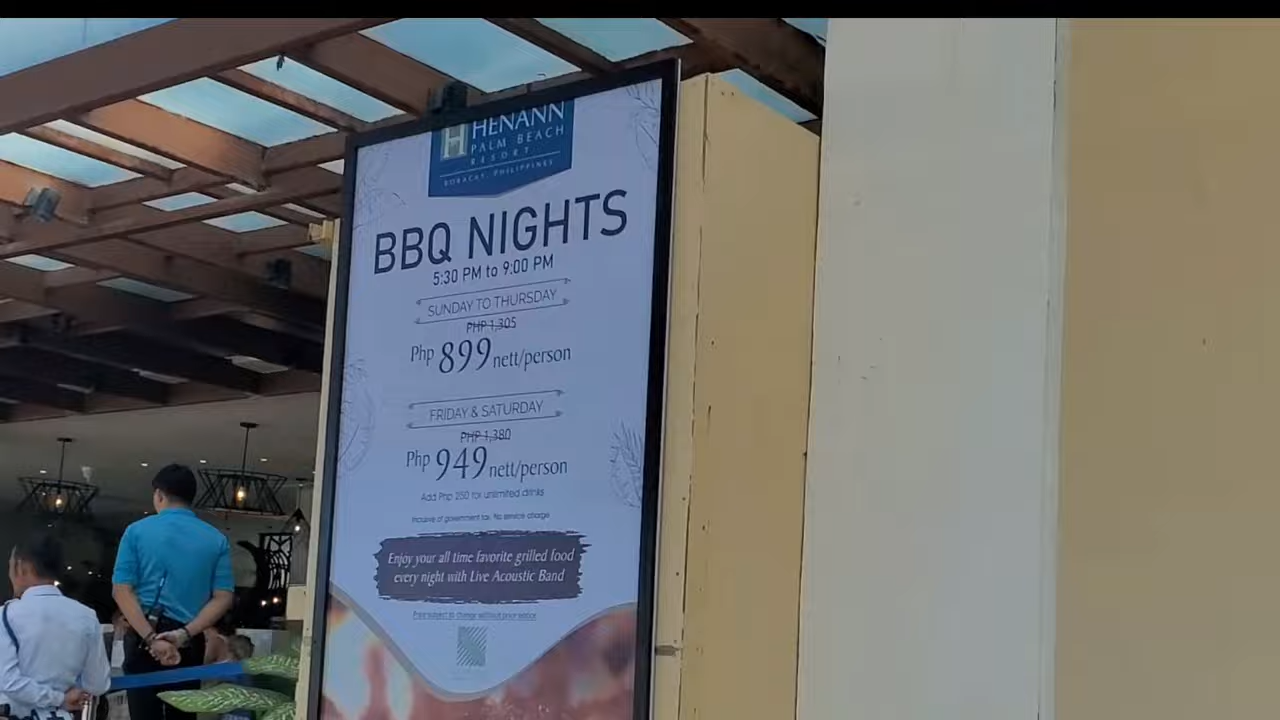 HENANN
PALM BEACH
RESORT
BORACAY, PHILIPPINES
BBQ NIGHTS
5:30 PM to 9:00 PM
SUNDAY TO THURSDAY
PHP 1,305
Php 899 nett/person
FRIDAY & SATURDAY
PHP 1,380
Php 949 nett/person
Add Php 250 for unlimited drinks
Inclusive of government tax. No service charge
Enjoy your all time favorite grilled food
every night with Live Acoustic Band
Price subject to change without prior notice